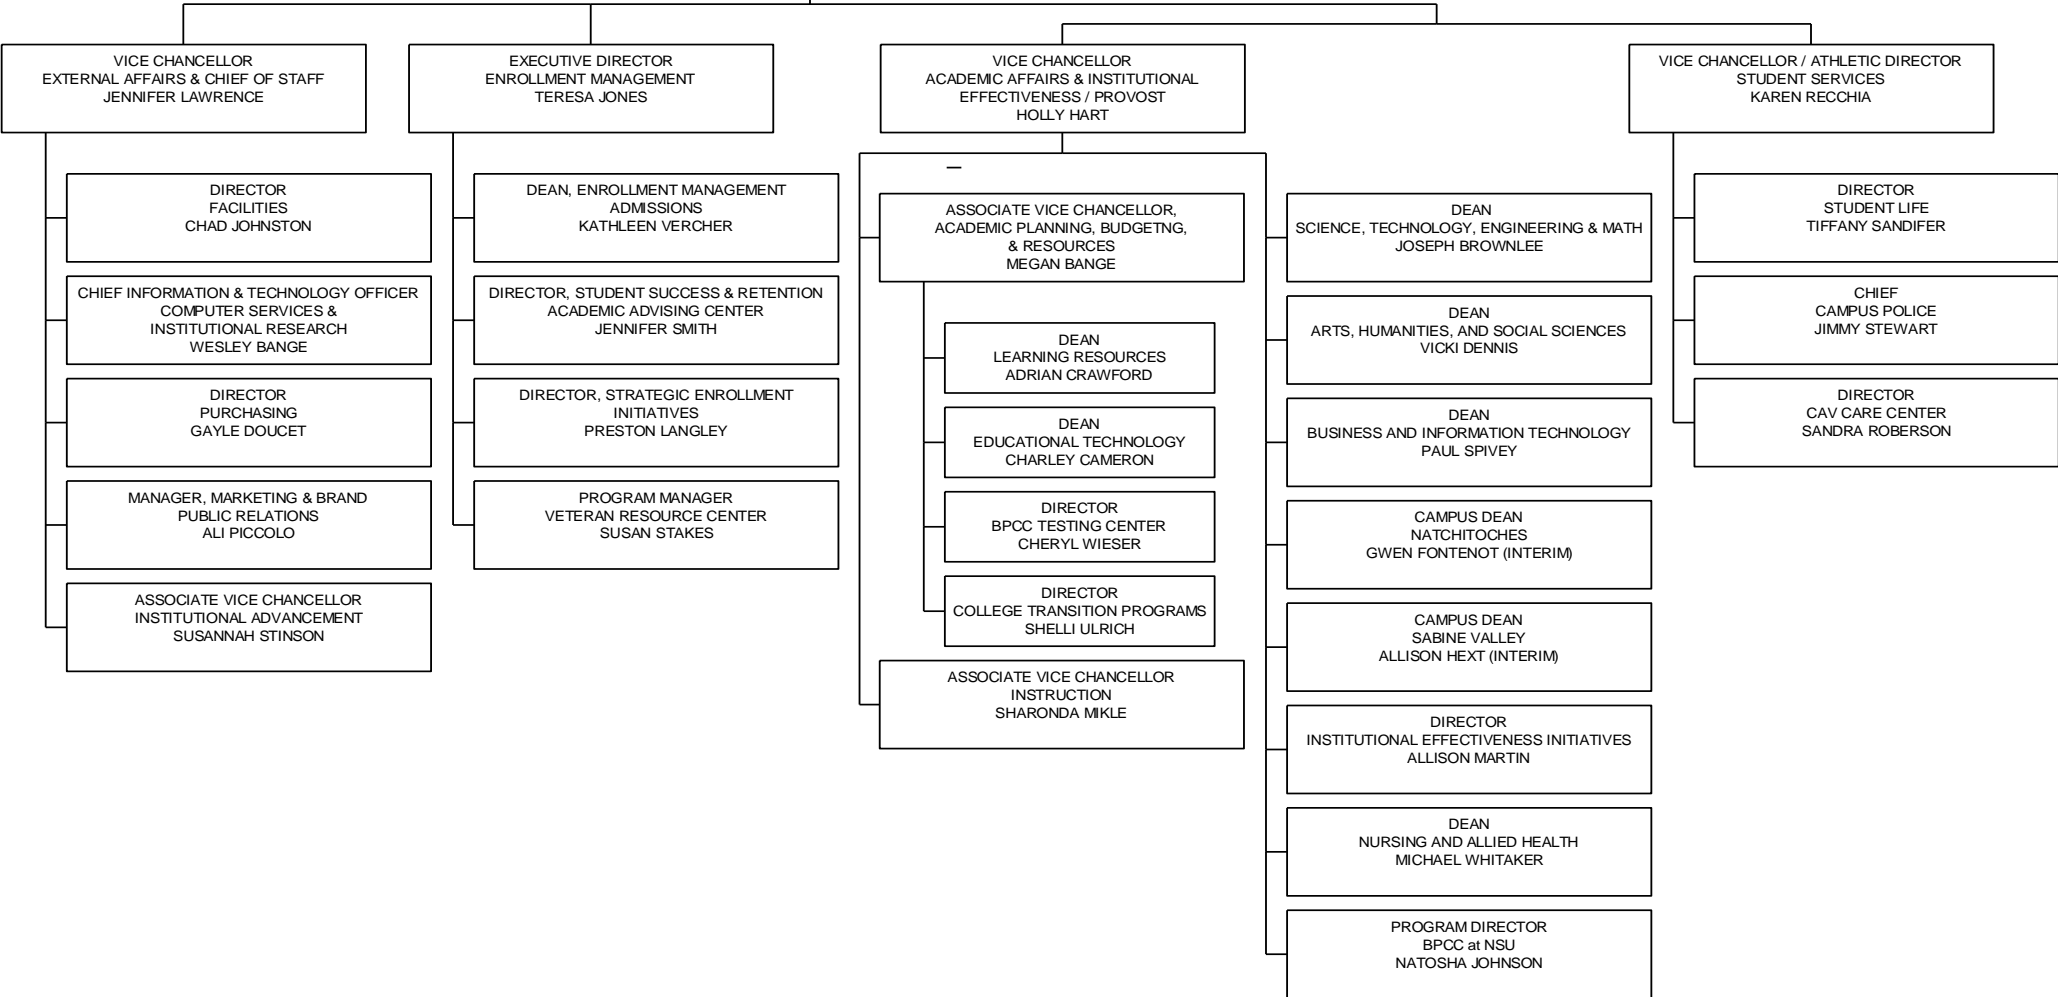 VICE CHANCELLOR
EXTERNAL AFFAIRS & CHIEF OF STAFF
JENNIFER LAWRENCE
EXECUTIVE DIRECTOR
ENROLLMENT MANAGEMENT
TERESA JONES
VICE CHANCELLOR
ACADEMIC AFFAIRS & INSTITUTIONAL
EFFECTIVENESS / PROVOST
HOLLY HART
VICE CHANCELLOR / ATHLETIC DIRECTOR
STUDENT SERVICES
KAREN RECCHIA
DIRECTOR
FACILITIES
CHAD JOHNSTON
CHIEF INFORMATION & TECHNOLOGY OFFICER
COMPUTER SERVICES &
INSTITUTIONAL RESEARCH
WESLEY BANGE
DIRECTOR
PURCHASING
GAYLE DOUCET
MANAGER, MARKETING & BRAND
PUBLIC RELATIONS
ALI PICCOLO
ASSOCIATE VICE CHANCELLOR
INSTITUTIONAL ADVANCEMENT
SUSANNAH STINSON
DEAN, ENROLLMENT MANAGEMENT
ADMISSIONS
KATHLEEN VERCHER
DIRECTOR, STUDENT SUCCESS & RETENTION
ACADEMIC ADVISING CENTER
JENNIFER SMITH
DIRECTOR, STRATEGIC ENROLLMENT
INITIATIVES
PRESTON LANGLEY
PROGRAM MANAGER
VETERAN RESOURCE CENTER
SUSAN STAKES
ASSOCIATE VICE CHANCELLOR,
ACADEMIC PLANNING, BUDGETNG,
& RESOURCES
MEGAN BANGE
DEAN
LEARNING RESOURCES
ADRIAN CRAWFORD
DEAN
EDUCATIONAL TECHNOLOGY
CHARLEY CAMERON
DIRECTOR
BPCC TESTING CENTER
CHERYL WIESER
DIRECTOR
COLLEGE TRANSITION PROGRAMS
SHELLI ULRICH
ASSOCIATE VICE CHANCELLOR
INSTRUCTION
SHARONDA MIKLE
DEAN
SCIENCE, TECHNOLOGY, ENGINEERING & MATH
JOSEPH BROWNLEE
DEAN
ARTS, HUMANITIES, AND SOCIAL SCIENCES
VICKI DENNIS
DEAN
BUSINESS AND INFORMATION TECHNOLOGY
PAUL SPIVEY
CAMPUS DEAN
NATCHITOCHES
GWEN FONTENOT (INTERIM)
CAMPUS DEAN
SABINE VALLEY
ALLISON HEXT (INTERIM)
DIRECTOR
INSTITUTIONAL EFFECTIVENESS INITIATIVES
ALLISON MARTIN
DEAN
NURSING AND ALLIED HEALTH
MICHAEL WHITAKER
PROGRAM DIRECTOR
BPCC at NSU
NATOSHA JOHNSON
DIRECTOR
STUDENT LIFE
TIFFANY SANDIFER
CHIEF
CAMPUS POLICE
JIMMY STEWART
DIRECTOR
CAV CARE CENTER
SANDRA ROBERSON